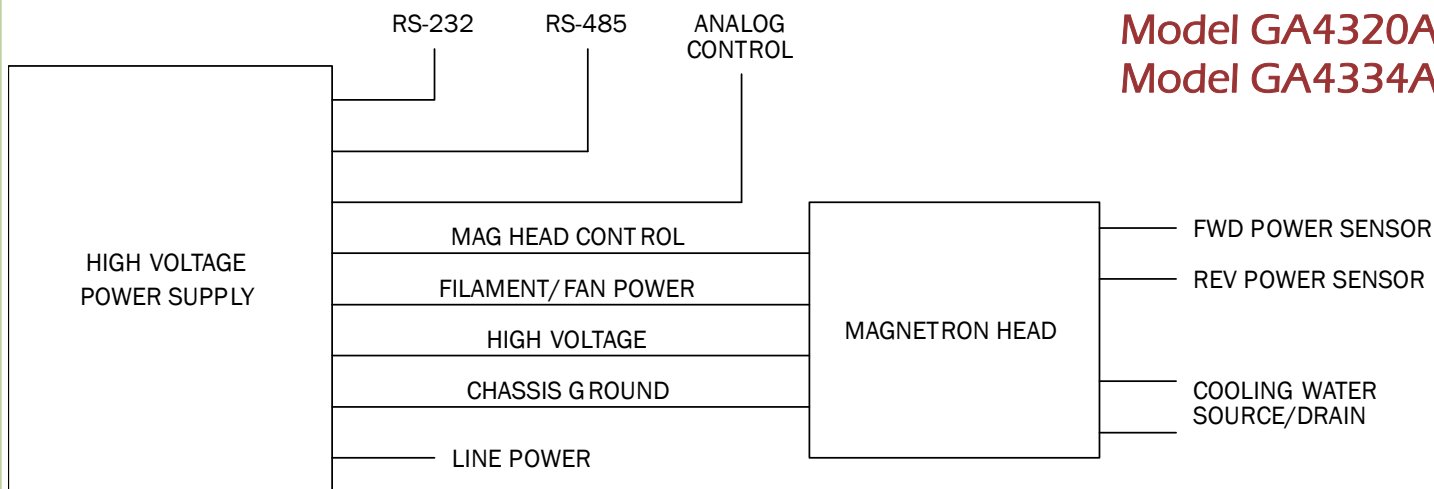 RS-232
RS-485
ANALOG
CONTROL
Model GA4320A
Model GA4334A
HIGH VOLTAGE
POWER SUPPLY
MAG HEAD CONTROL
FILAMENT/FAN POWER
HIGH VOLTAGE
CHASSIS GROUND
LINE POWER
MAGNETRON HEAD
FWD POWER SENSOR
REV POWER SENSOR
COOLING WATER
SOURCE/DRAIN